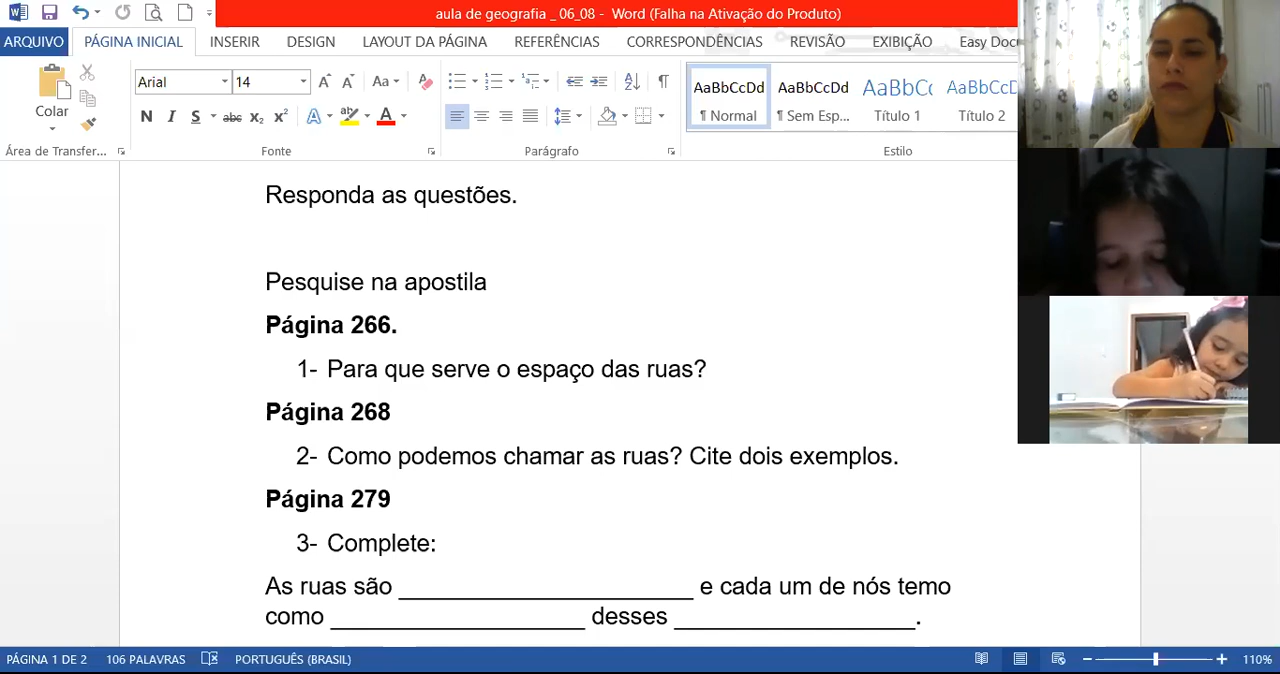 aula de geografia _ 06_08 - Word (Falha na Ativação do Produto)
ARQUIVO PÁGINA INICIAL INSERIR DESIGN LAYOUT DA PÁGINA REFERÊNCIAS CORRESPONDÊNCIAS REVISÃO EXIBIÇÃO Easy Docu
Colar
Arial 14
Aa
N I S abc x₂ x² A A
AaBbCcDd AaBbCcDd AaBbCc AaBbCcD
¶ Normal ¶ Sem Esp... Título 1 Título 2
Área de Transfer... Fonte Parágrafo Estilo
Responda as questões.
Pesquise na apostila
Página 266.
1- Para que serve o espaço das ruas?
Página 268
2- Como podemos chamar as ruas? Cite dois exemplos.
Página 279
3- Complete:
As ruas são ______________________ e cada um de nós temo
como ___________________ desses __________________.
PÁGINA 1 DE 2 106 PALAVRAS PORTUGUÊS (BRASIL) 110%